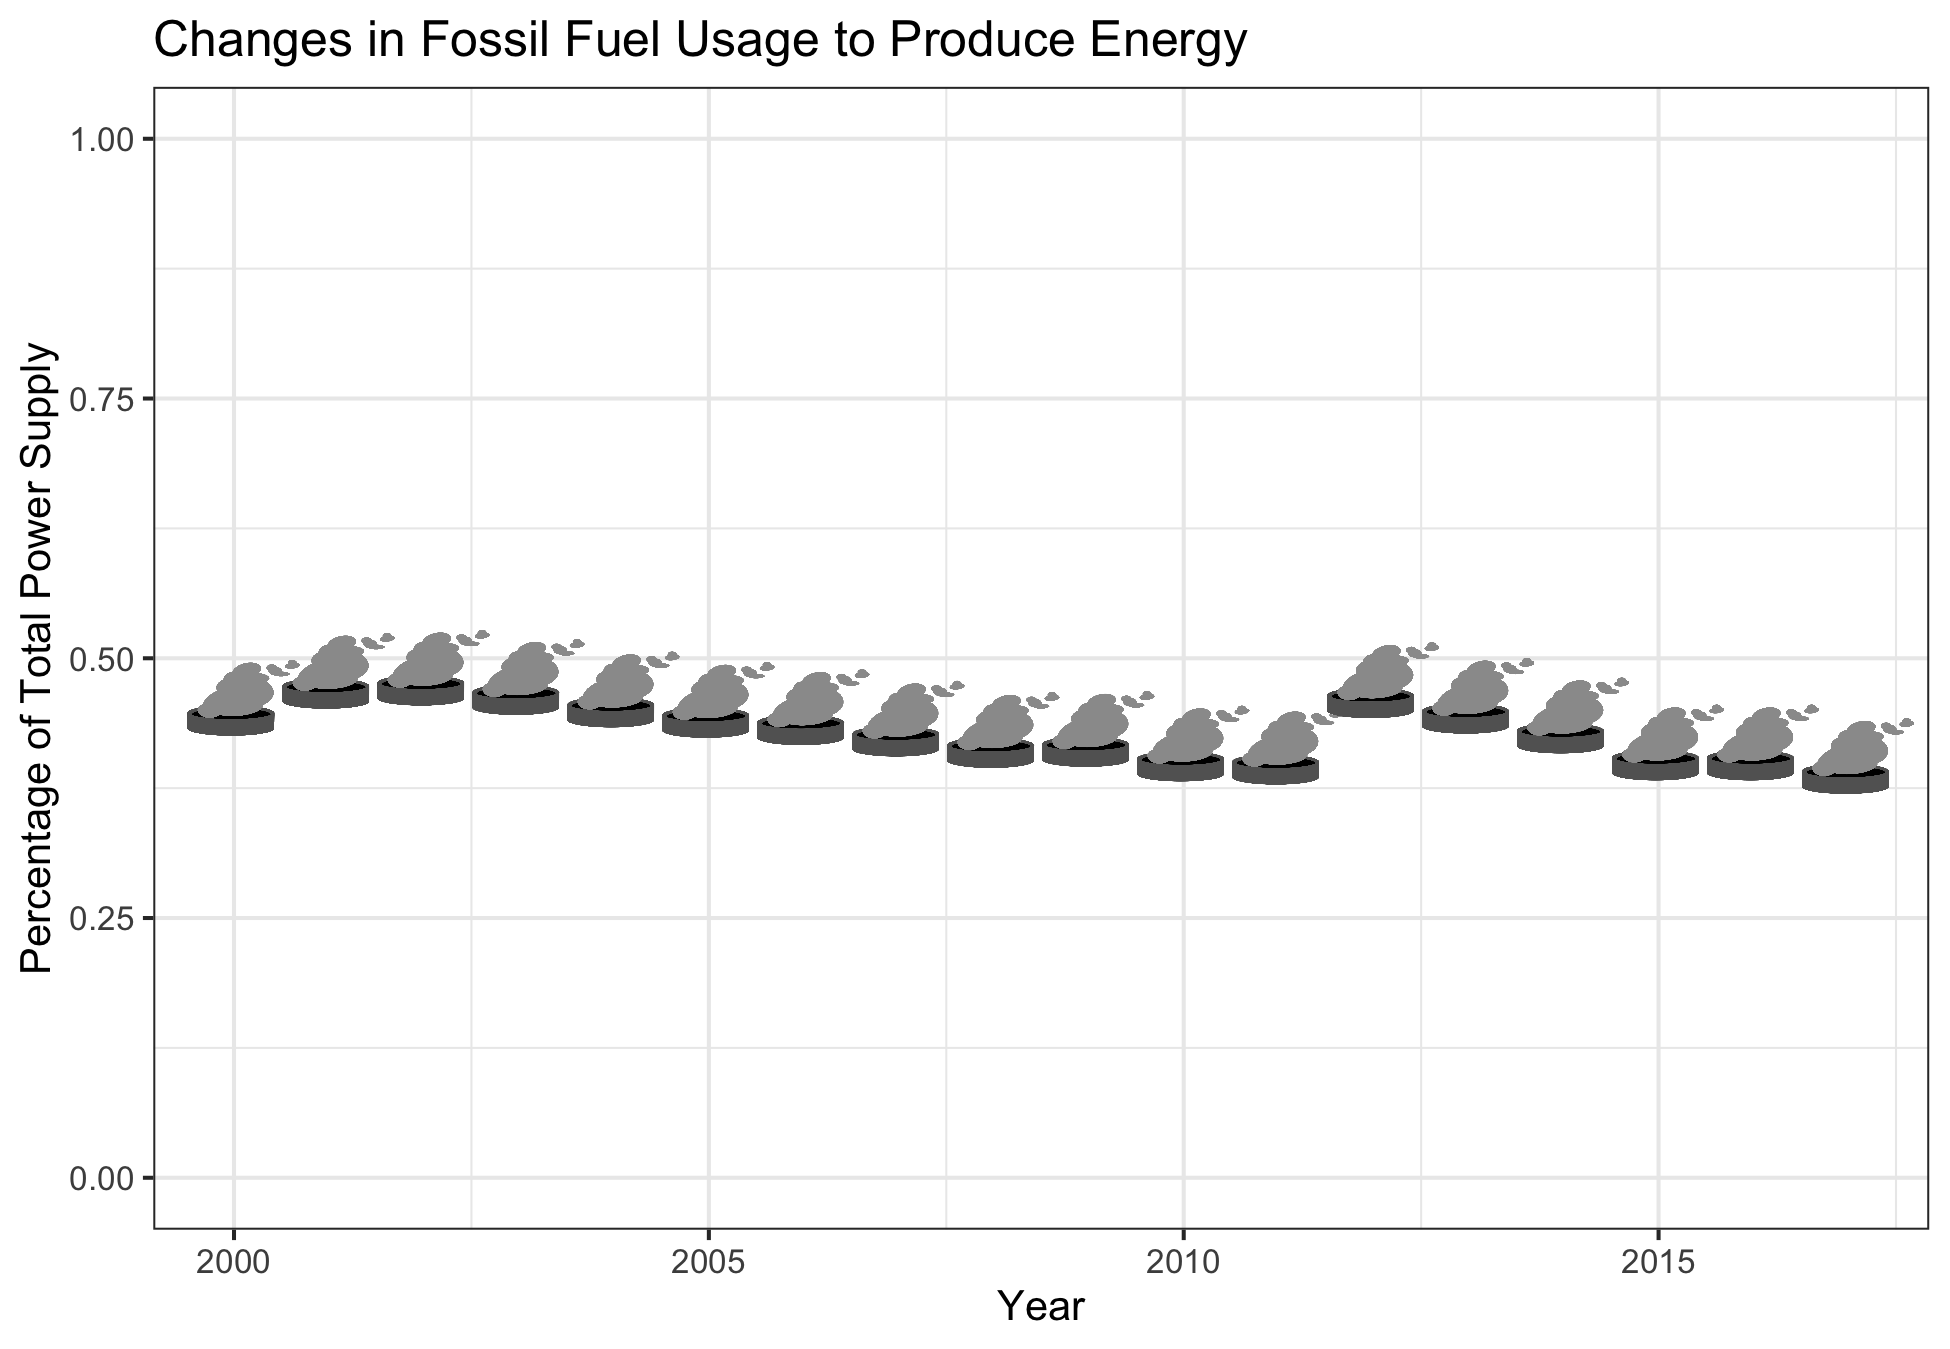 Changes in Fossil Fuel Usage to Produce Energy
Percentage of Total Power Supply
1.00
0.75
0.50
0.25
0.00
2000 2005 2010 2015
Year